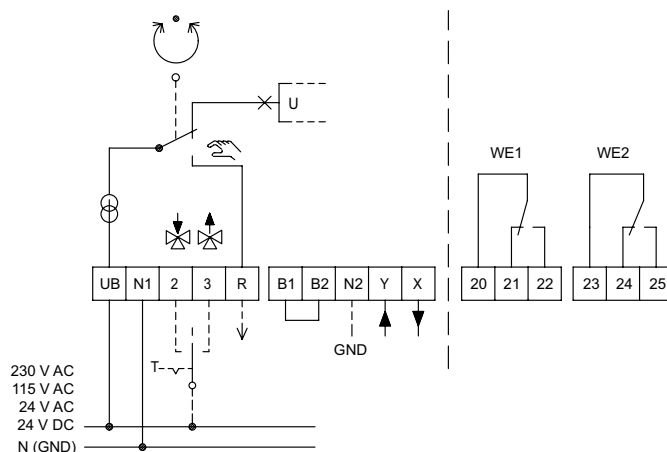 U
WE1 WE2
UB N1 2 3 R B1 B2 N2 Y X 20 21 22 23 24 25
GND
T
230 V AC
115 V AC
24 V AC
24 V DC
N (GND)